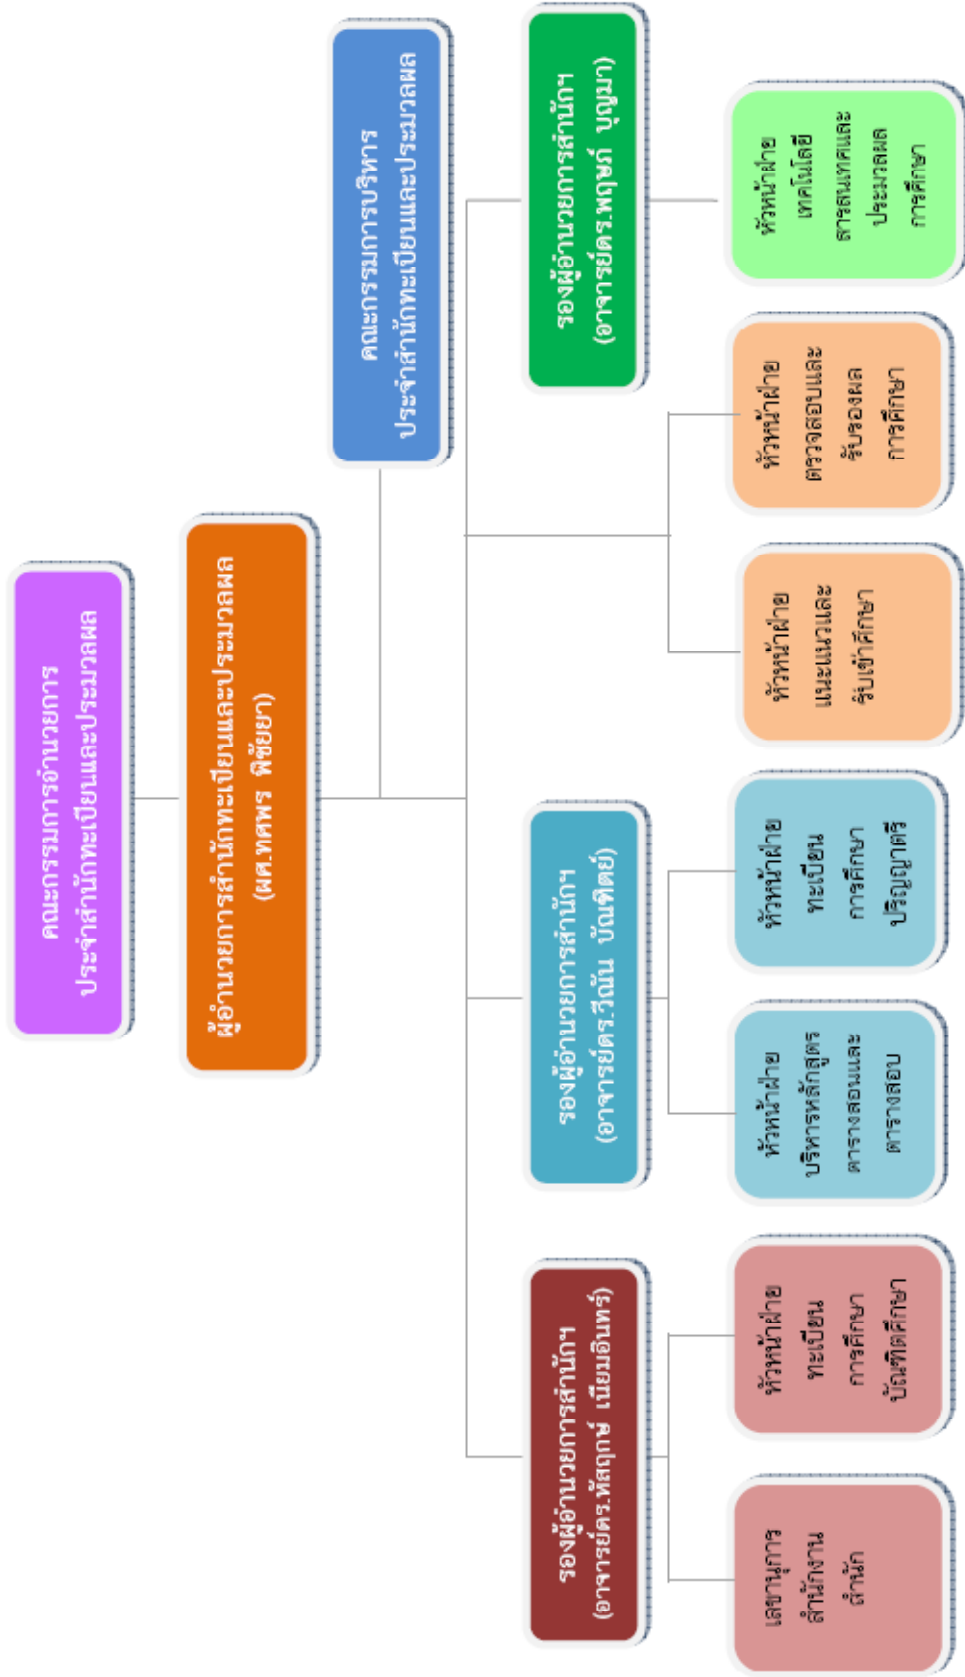 คณะกรรมการอำนวยการ
ประจำสำนักทะเบียนและประมวลผล
ผู้อำนวยการสำนักทะเบียนและประมวลผล
(ผศ.ทศพร พิชัยยา)
คณะกรรมการบริหาร
ประจำสำนักทะเบียนและประมวลผล
รองผู้อำนวยการสำนักฯ
(อาจารย์ดร.หัยฤกษ์ เนียมอินทร์)
รองผู้อำนวยการสำนักฯ
(อาจารย์ดร.วีณัน บัณฑิตย์)
รองผู้อำนวยการสำนักฯ
(อาจารย์ดร.พฤษภ์ บุญมา)
เลขานุการ
สำนักงาน
สำนัก
หัวหน้าฝ่าย
ทะเบียน
การศึกษา
บัณฑิตศึกษา
หัวหน้าฝ่าย
บริหารหลักสูตร
ตารางสอนและ
ตารางสอบ
หัวหน้าฝ่าย
ทะเบียน
การศึกษา
ปริญญาตรี
หัวหน้าฝ่าย
แนะแนวและ
รับเข้าศึกษา
หัวหน้าฝ่าย
ตรวจสอบและ
รับรองผล
การศึกษา
หัวหน้าฝ่าย
เทคโนโลยี
สารสนเทศและ
ประมวลผล
การศึกษา